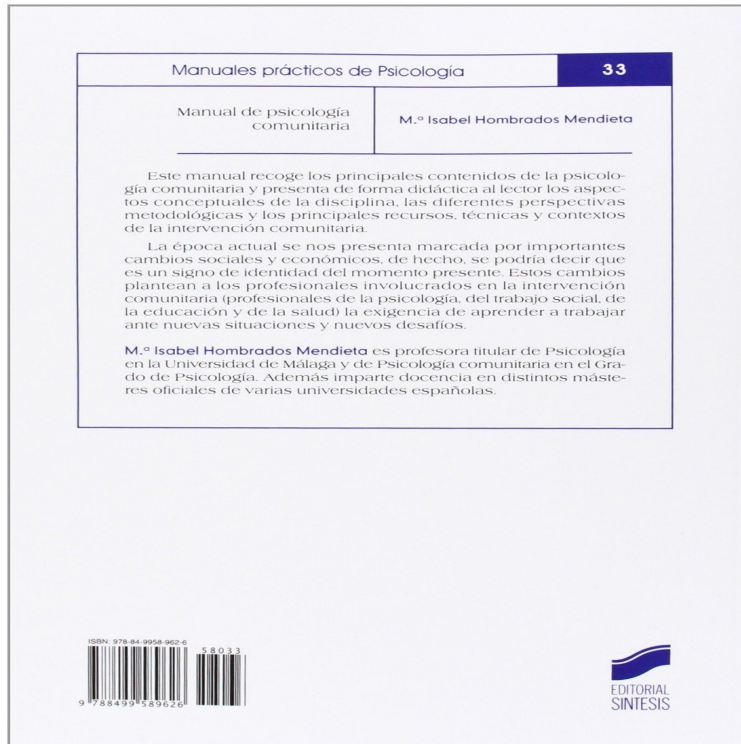 Manuales prácticos de Psicología
33
Manual de psicología
comunitaria
M.ª Isabel Hombrados Mendieta
Este manual recoge los principales contenidos de la psicolo-
gía comunitaria y presenta de forma didáctica al lector los aspec-
tos conceptuales de la disciplina, las diferentes perspectivas
metodológicas y los principales recursos, técnicas y contextos
de la intervención comunitaria.
La época actual se nos presenta marcada por importantes
cambios sociales y económicos, de hecho, se podría decir que
es un signo de identidad del momento presente. Estos cambios
plantean a los profesionales involucrados en la intervención
comunitaria (profesionales de la psicología, del trabajo social, de
la educación y de la salud) la exigencia de aprender a trabajar
ante nuevas situaciones y nuevos desafíos.
M.ª Isabel Hombrados Mendieta es profesora titular de Psicología
en la Universidad de Málaga y de Psicología comunitaria en el Gra-
do de Psicología. Además imparte docencia en distintos máste-
res oficiales de varias universidades españolas.
ISBN: 978-84-9958-962-6
58033
9 788499 589626
EDITORIAL
SINTESIS